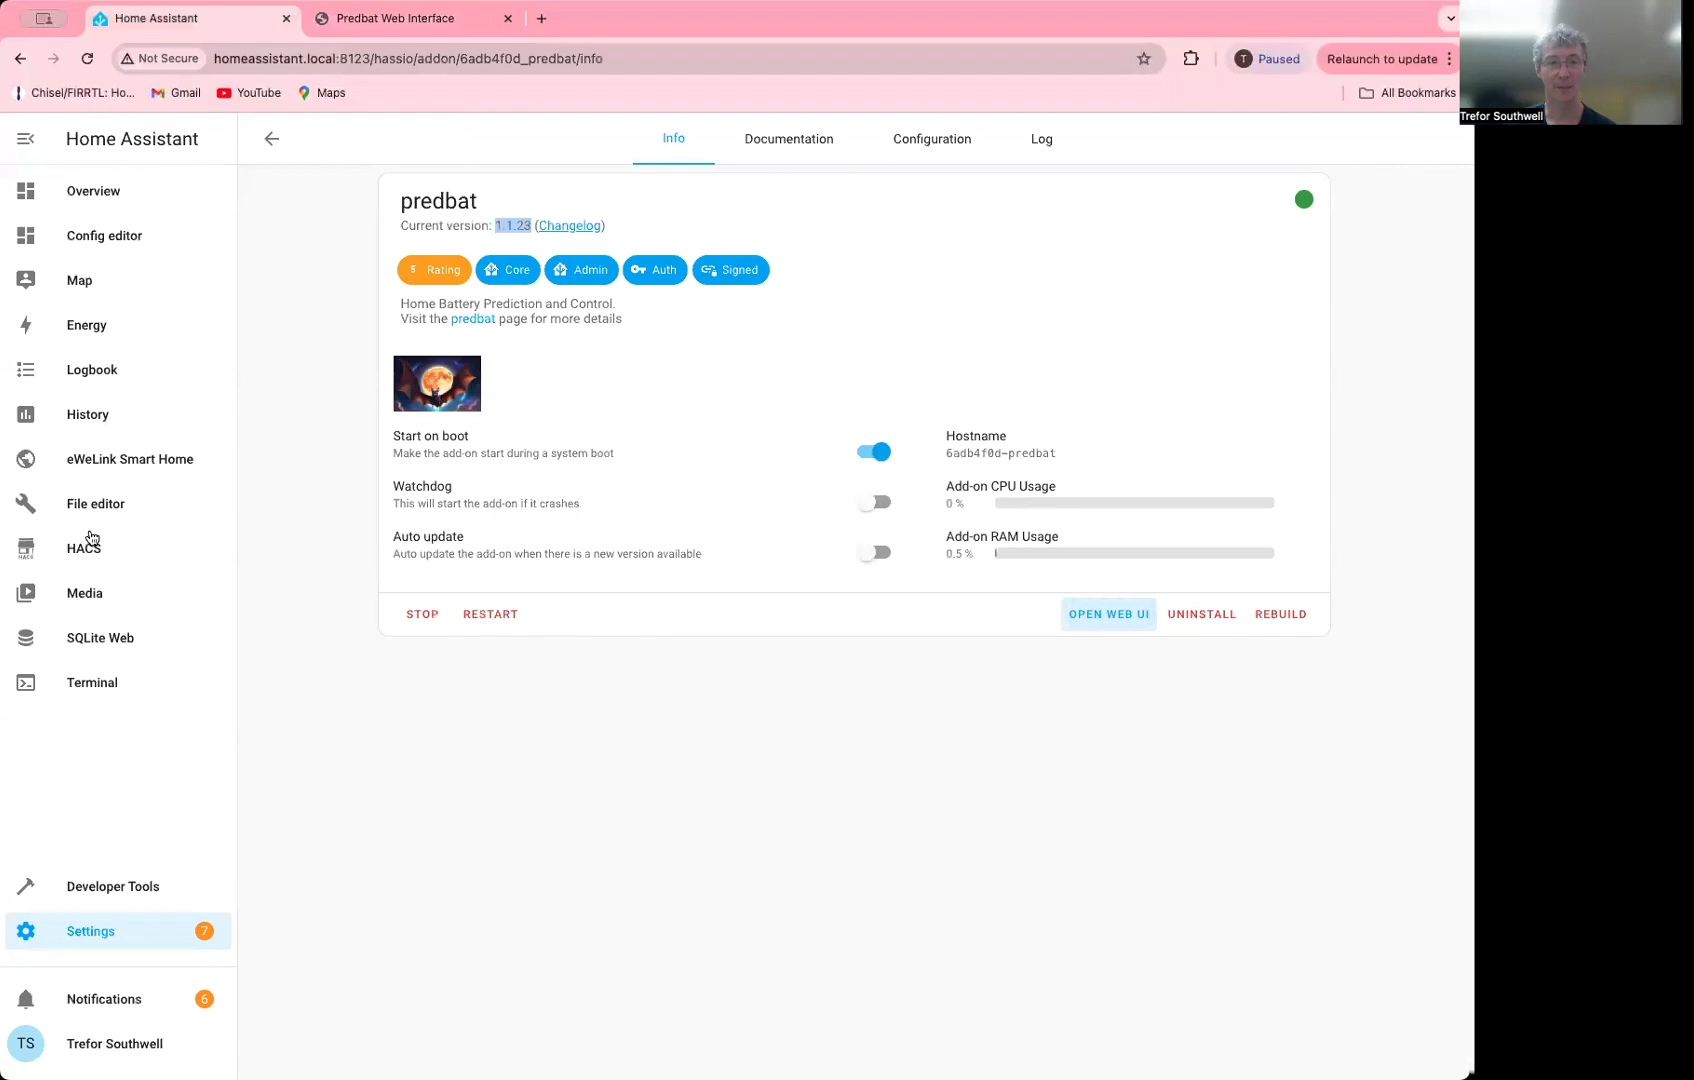 Home Assistant
Predbat Web Interface
Not Secure
homeassistant.local:8123/hassio/addon/6adb4f0d_predbat/info
T
Paused
Relaunch to update
Chisel/FIRRTL: Ho...
Gmail
YouTube
Maps
All Bookmarks
Trefor Southwell
Home Assistant
Info
Documentation
Configuration
Log
Overview
Config editor
Map
Energy
Logbook
History
eWeLink Smart Home
File editor
HACS
HACS
Media
SQLite Web
Terminal
Developer Tools
Settings
7
Notifications
6
TS
Trefor Southwell
predbat
Current version: 1.1.23 (Changelog)
5 Rating
Core
Admin
Auth
Signed
Home Battery Prediction and Control.
Visit the predbat page for more details
Start on boot
Make the add-on start during a system boot
Watchdog
This will start the add-on if it crashes
Auto update
Auto update the add-on when there is a new version available
Hostname
6adb4f0d-predbat
Add-on CPU Usage
0 %
Add-on RAM Usage
0.5 %
STOP
RESTART
OPEN WEB UI
UNINSTALL
REBUILD